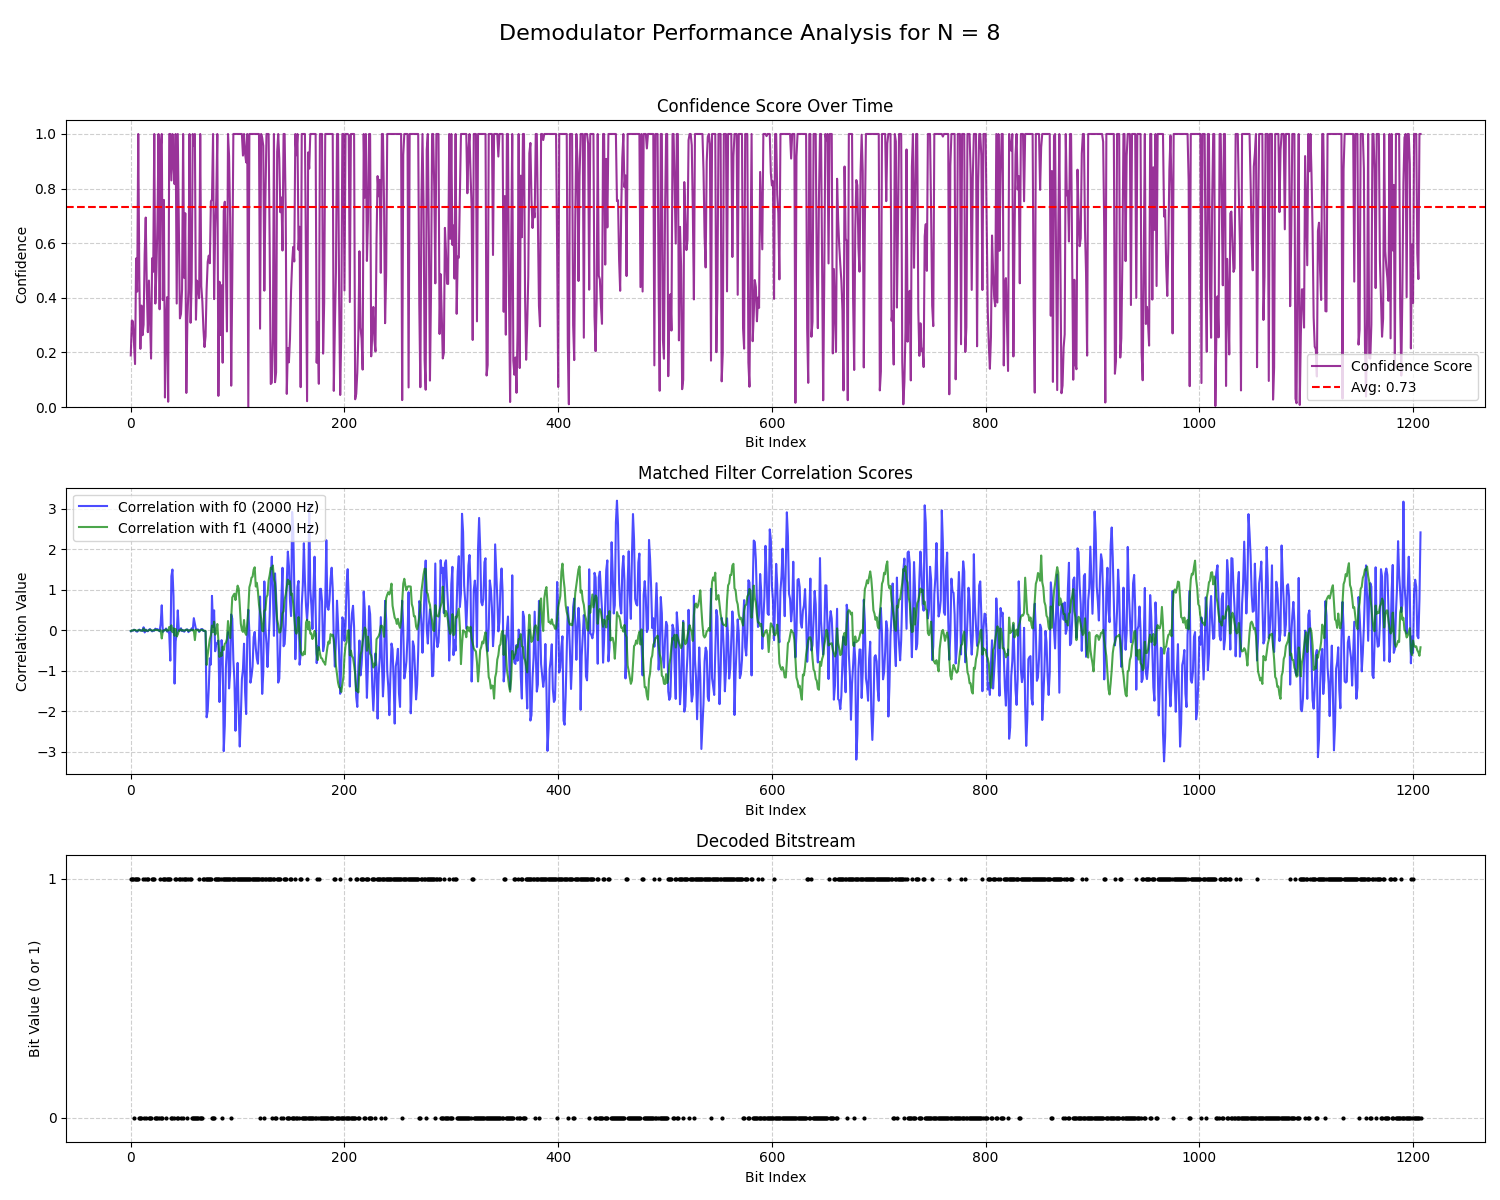 Demodulator Performance Analysis for N = 8
Confidence Score Over Time
Confidence
1.0
0.8
0.6
0.4
0.2
0.0
Confidence Score
Avg: 0.73
0 200 400 600 800 1000 1200
Bit Index
Matched Filter Correlation Scores
Correlation Value
3
2
1
0
−1
−2
−3
Correlation with f0 (2000 Hz)
Correlation with f1 (4000 Hz)
0 200 400 600 800 1000 1200
Bit Index
Decoded Bitstream
Bit Value (0 or 1)
1
0
0 200 400 600 800 1000 1200
Bit Index